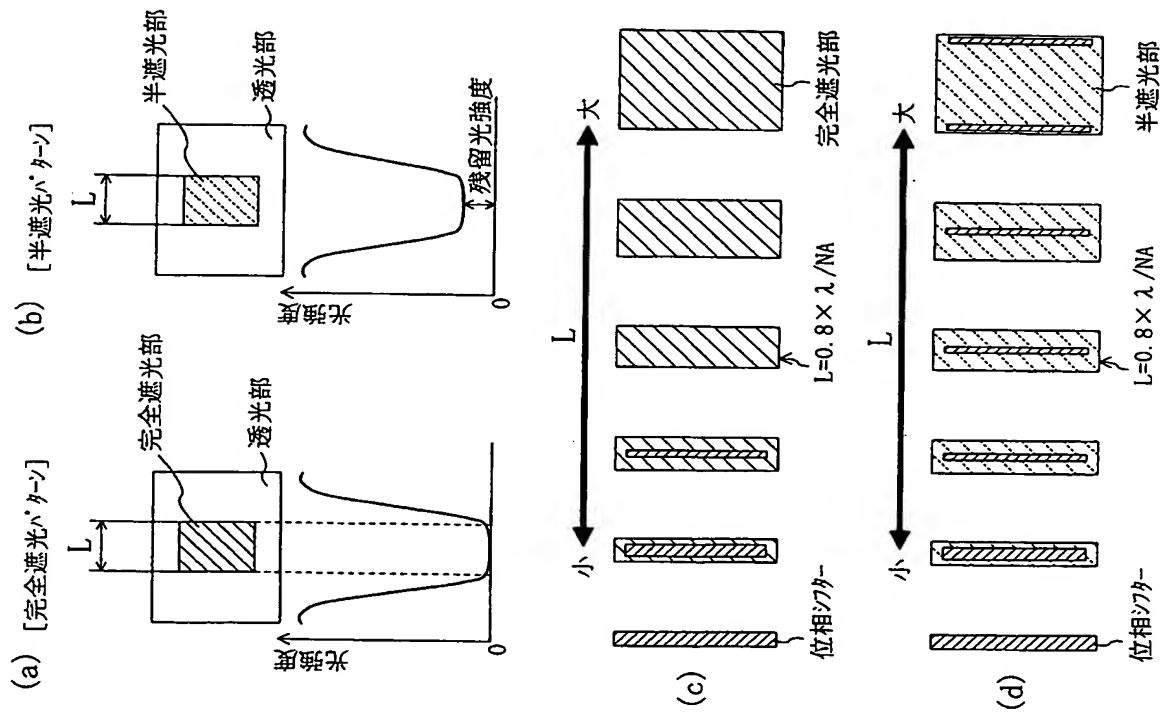 (a) [完全遮光パターン]
L
完全遮光部
透光部
光強度
0
(b) [半遮光パターン]
L
半遮光部
透光部
光強度
残留光強度
0
(c)
小 L 大
位相シフター
L=0.8×λ/NA
完全遮光部
(d)
小 L 大
位相シフター
L=0.8×λ/NA
半遮光部